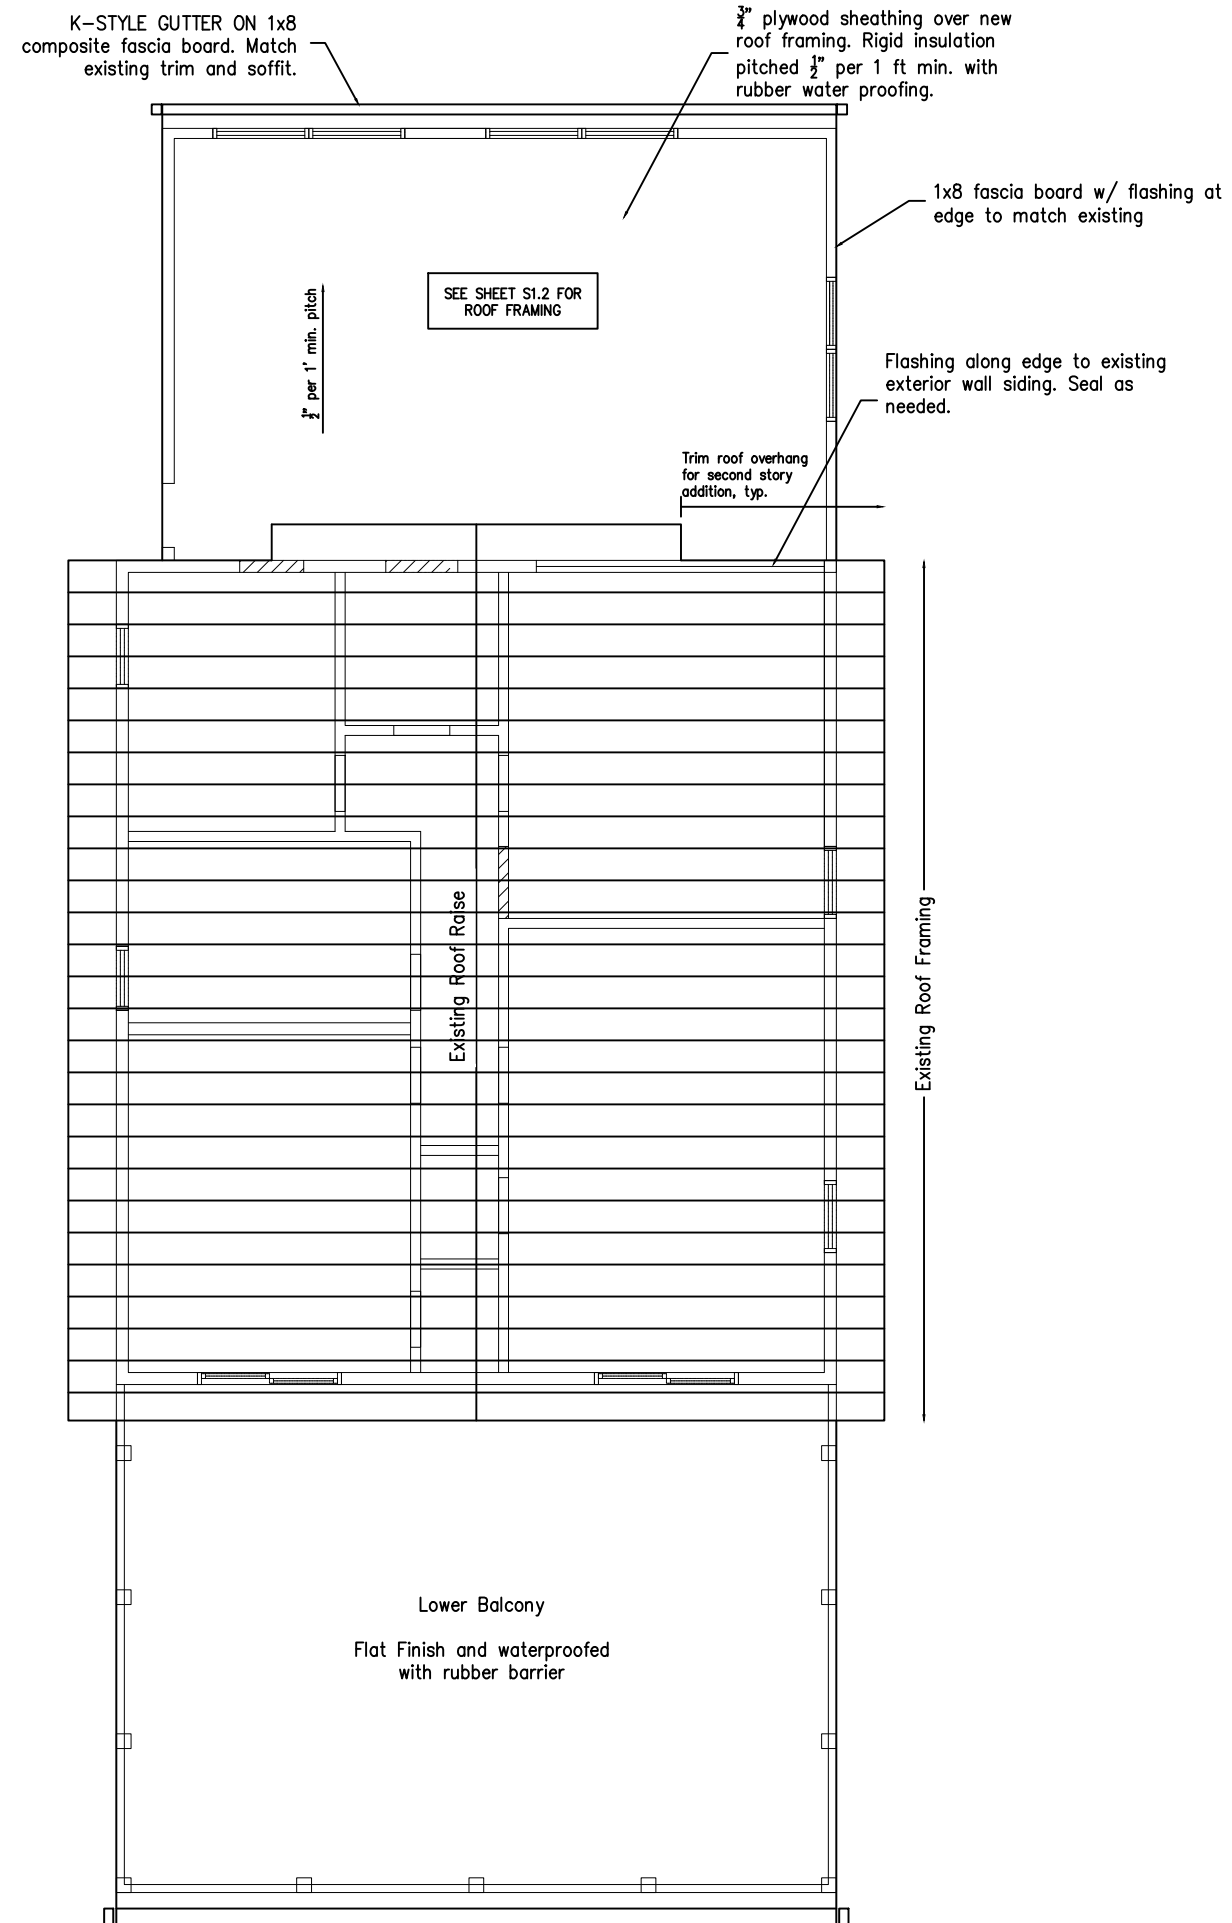 K-STYLE GUTTER ON 1x8
composite fascia board. Match
existing trim and soffit.
3/4" plywood sheathing over new
roof framing. Rigid insulation
pitched 1/2" per 1 ft min. with
rubber water proofing.
1x8 fascia board w/ flashing at
edge to match existing
SEE SHEET S1.2 FOR
ROOF FRAMING
1/2" per 1' min. pitch
Flashing along edge to existing
exterior wall siding. Seal as
needed.
Trim roof overhang
for second story
addition, typ.
Existing Roof Raise
Existing Roof Framing
Lower Balcony
Flat Finish and waterproofed
with rubber barrier